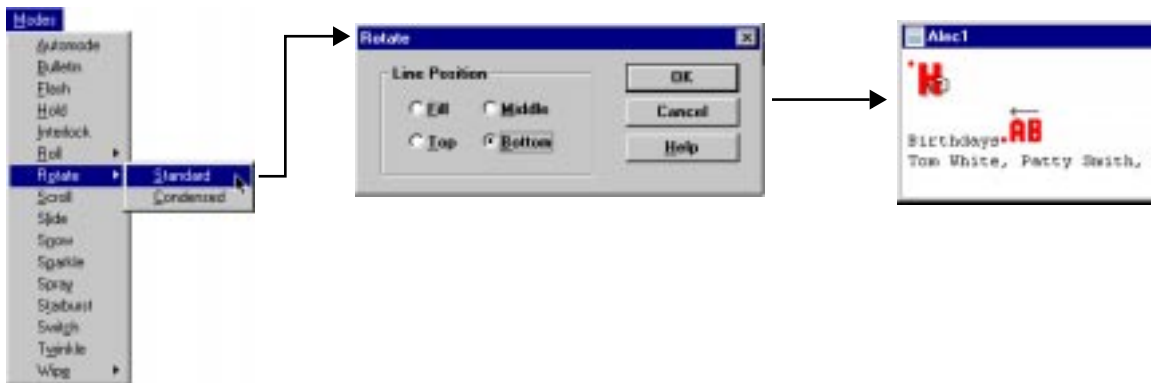 Modes
Automode
Bulletin
Flash
Hold
Interlock
Roll
Rotate
Scroll
Slide
Snow
Sparkle
Spray
Starburst
Switch
Twinkle
Wipe
Standard
Condensed
Rotate
Line Position
Fill Middle
Top Bottom
OK
Cancel
Help
Alec1
Birthdays AB
Tom White, Patty Smith,